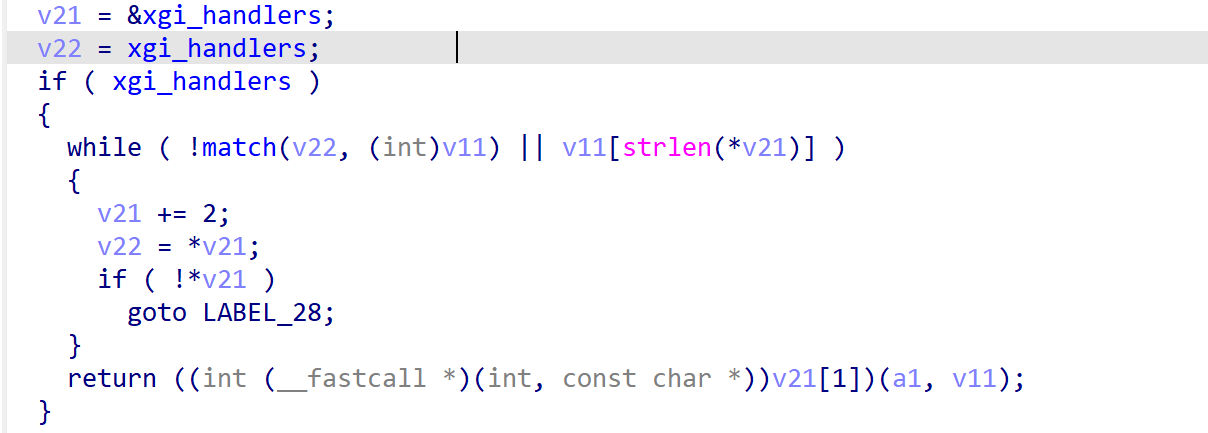 v21 = &xgi_handlers;
v22 = xgi_handlers;
if ( xgi_handlers )
{
while ( !match(v22, (int)v11) || v11[strlen(*v21)] )
{
v21 += 2;
v22 = *v21;
if ( !*v21 )
goto LABEL_28;
}
return ((int (__fastcall *)(int, const char *))v21[1])(a1, v11);
}